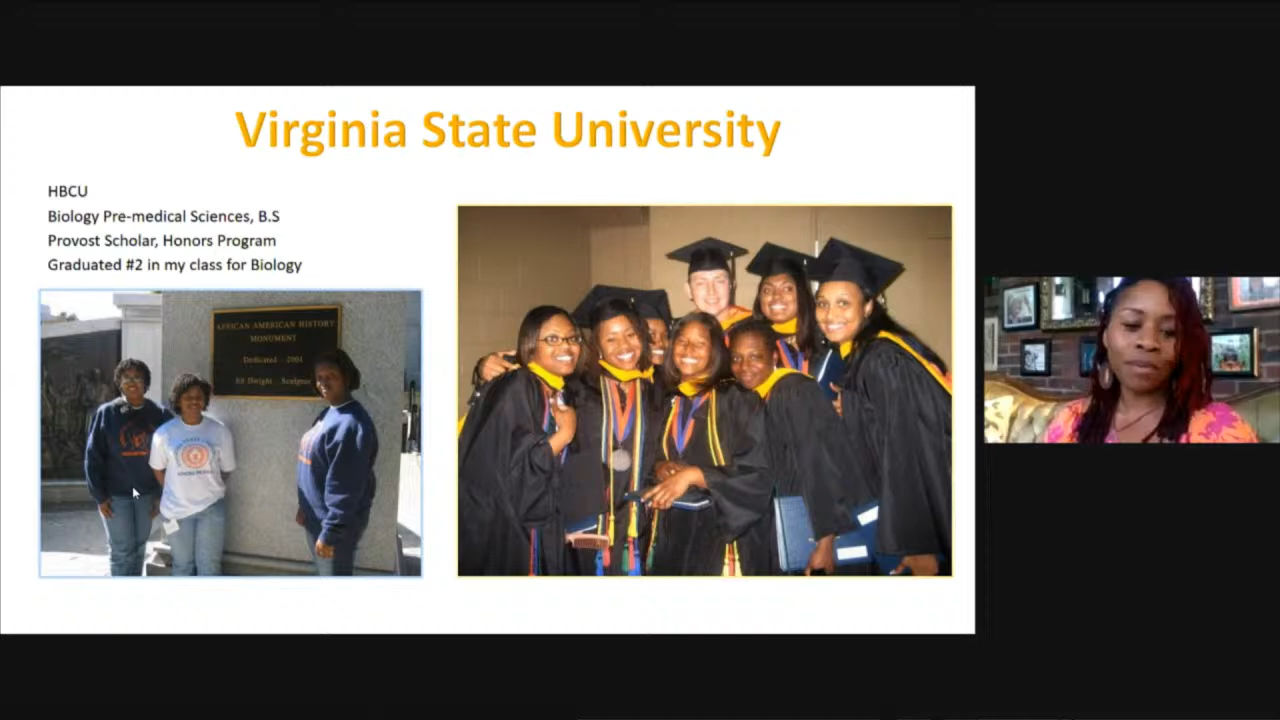 Virginia State University
HBCU
Biology Pre-medical Sciences, B.S
Provost Scholar, Honors Program
Graduated #2 in my class for Biology
AFRICAN AMERICAN HISTORY
MONUMENT
Dedicated
Ed Dwight Sculptor